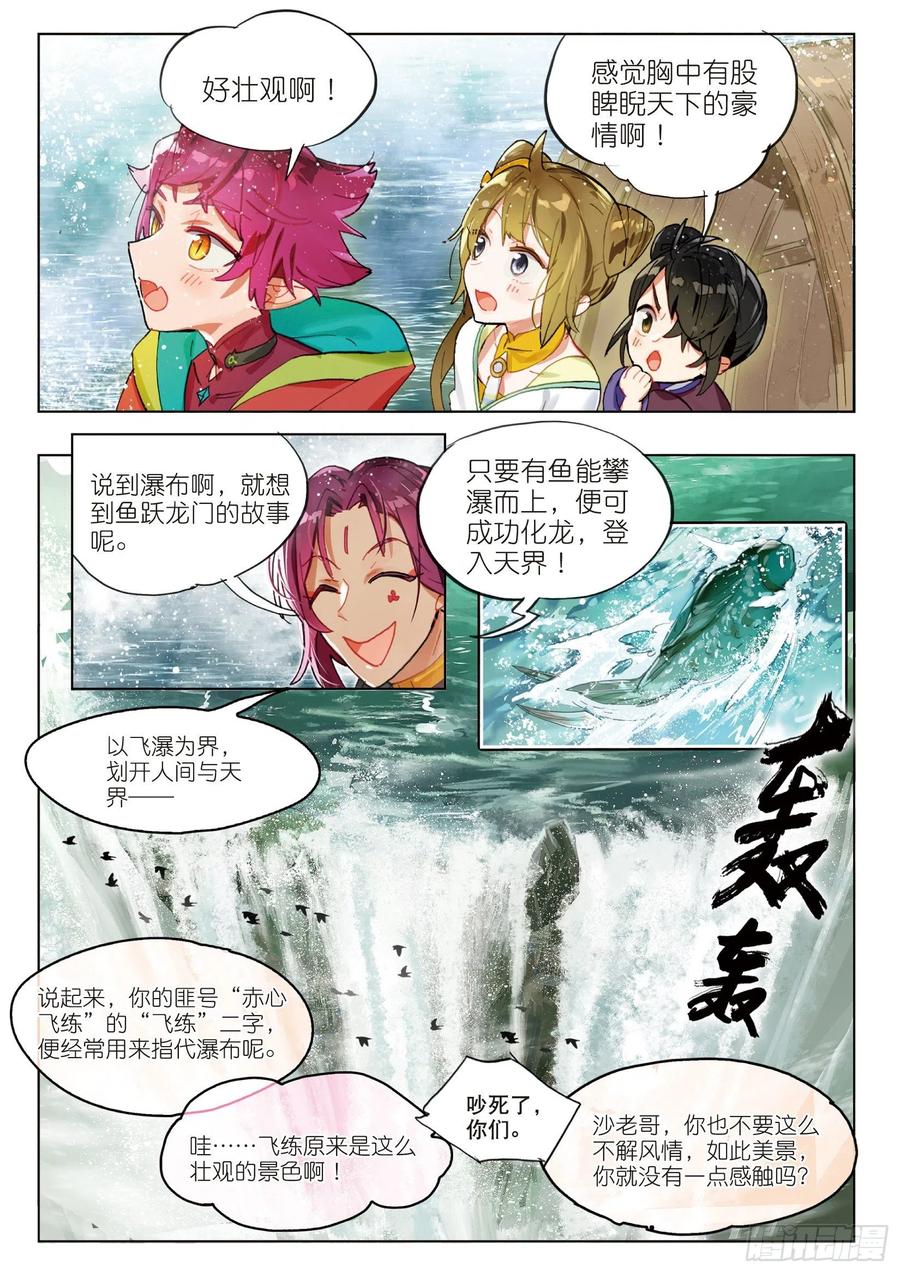 好壮观啊！
感觉胸中有股
睥睨天下的豪
情啊！
说到瀑布啊，就想
到鱼跃龙门的故事
呢。
只要有鱼能攀
瀑而上，便可
成功化龙，登
入天界！
以飞瀑为界，
划开人间与天
界——
轰
轰
说起来，你的匪号“赤心
飞练”的“飞练”二字，
便经常用来指代瀑布呢。
哇……飞练原来是这么
壮观的景色啊！
吵死了，
你们。
沙老哥，你也不要这么
不解风情，如此美景，
你就没有一点感触吗？
腾讯动漫